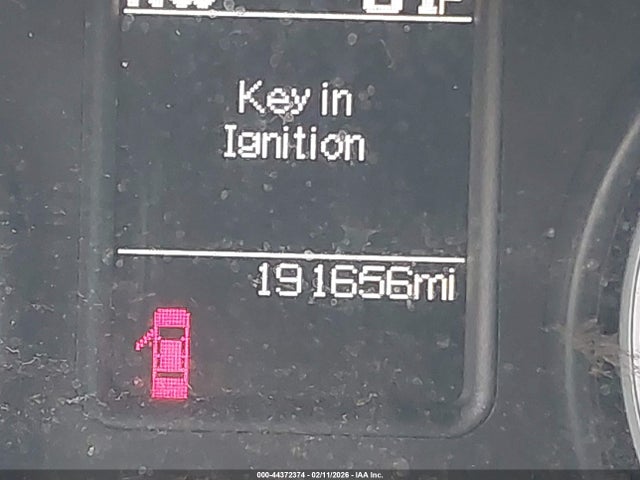 Key in
Ignition
191656mi
000-44372374 - 02/11/2026 - IAA Inc.